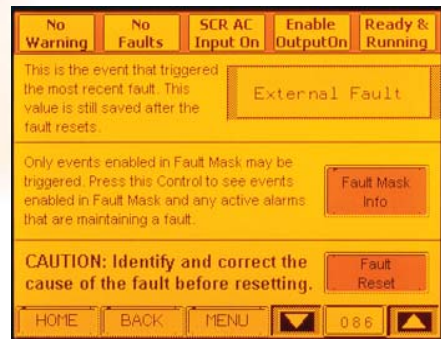 No Warning No Faults SCR AC Input On Enable OutputOn Ready & Running
This is the event that triggered
the most recent fault. This
value is still saved after the
fault resets.
External Fault
Only events enabled in Fault Mask may be
triggered. Press this Control to see events
enabled in Fault Mask and any active alarms
that are maintaining a fault.
Fault Mask
Info
CAUTION: Identify and correct the
cause of the fault before resetting.
Fault
Reset
HOME BACK MENU 086